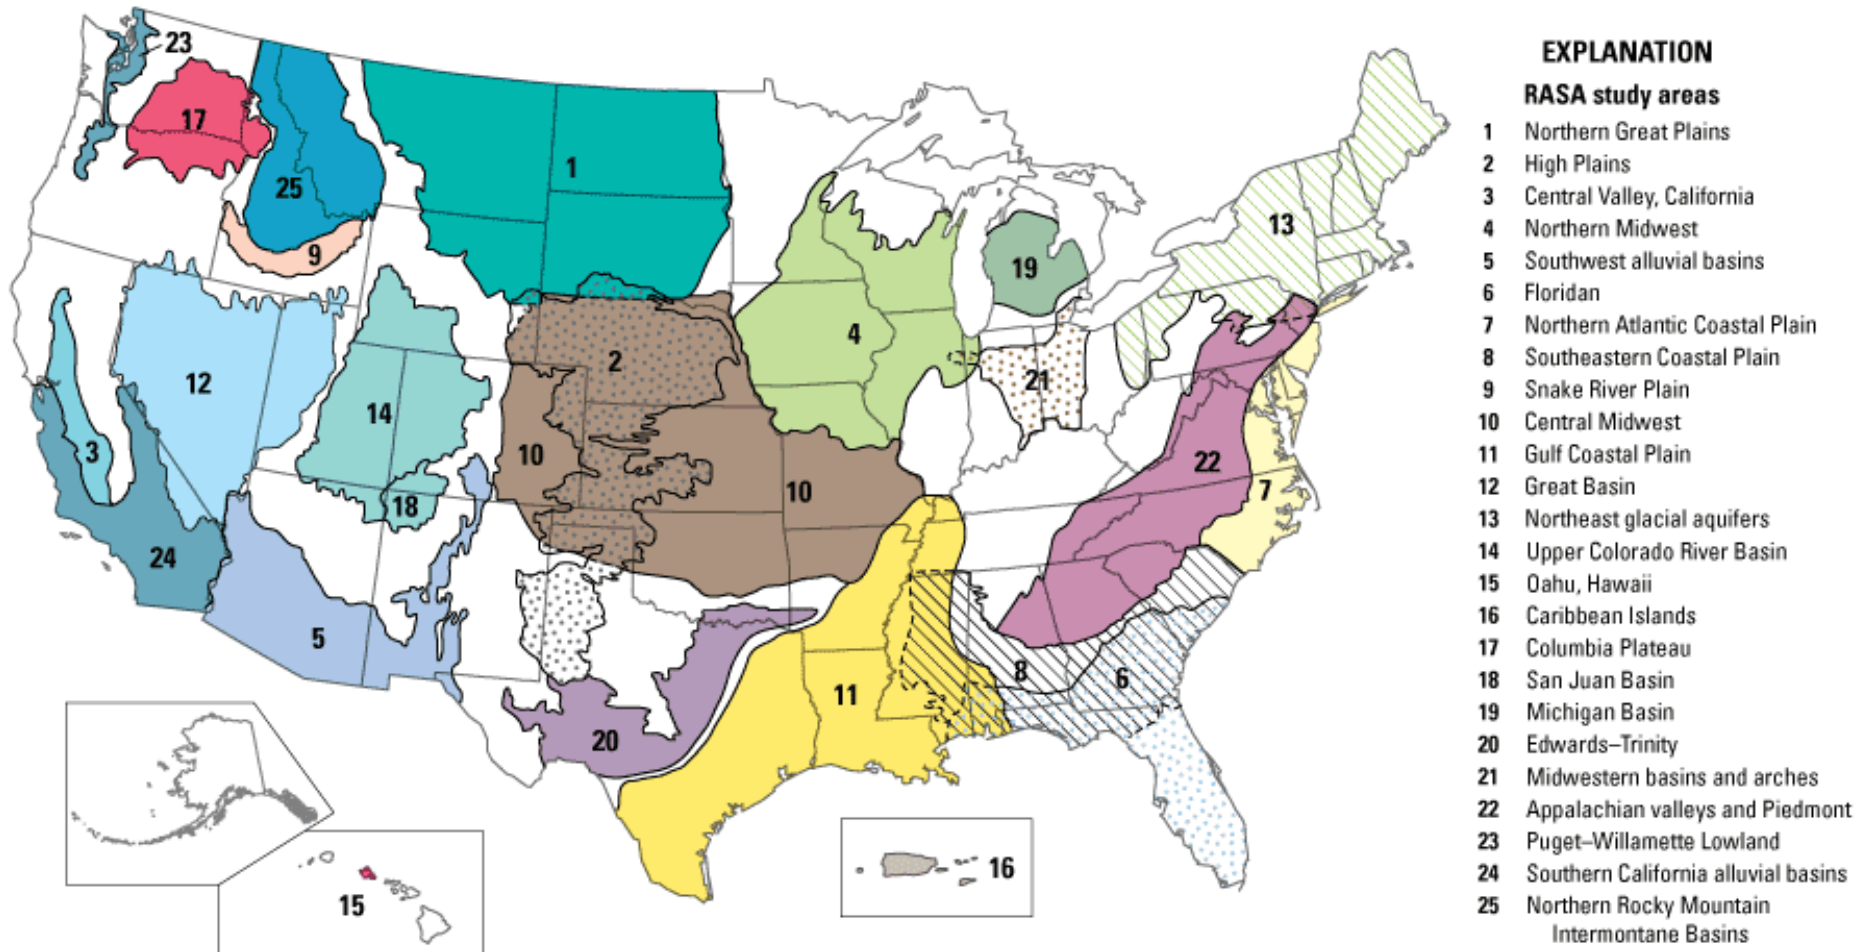 EXPLANATION
RASA study areas
1 Northern Great Plains
2 High Plains
3 Central Valley, California
4 Northern Midwest
5 Southwest alluvial basins
6 Floridan
7 Northern Atlantic Coastal Plain
8 Southeastern Coastal Plain
9 Snake River Plain
10 Central Midwest
11 Gulf Coastal Plain
12 Great Basin
13 Northeast glacial aquifers
14 Upper Colorado River Basin
15 Oahu, Hawaii
16 Caribbean Islands
17 Columbia Plateau
18 San Juan Basin
19 Michigan Basin
20 Edwards–Trinity
21 Midwestern basins and arches
22 Appalachian valleys and Piedmont
23 Puget–Willamette Lowland
24 Southern California alluvial basins
25 Northern Rocky Mountain
Intermontane Basins
23
17
1
25
13
9
19
4
2
21
12
14
3
10
22
10
7
18
24
5
8
6
11
20
16
15